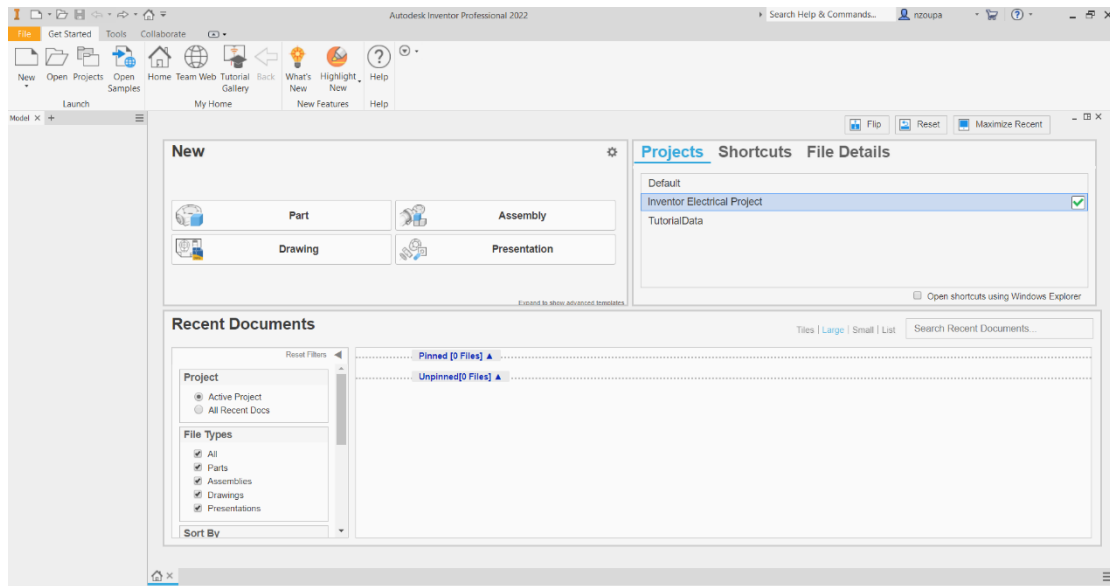 Autodesk Inventor Professional 2022
Search Help & Commands...
nzoupa
File
Get Started
Tools
Collaborate
New
Open
Projects
Open Samples
Home
Team Web
Tutorial Gallery
Back
What's New
Highlight New
Help
Launch
My Home
New Features
Help
Model
Flip
Reset
Maximize Recent
New
Part
Assembly
Drawing
Presentation
Expand to show advanced templates
Projects
Shortcuts
File Details
Default
Inventor Electrical Project
TutorialData
Open shortcuts using Windows Explorer
Recent Documents
Tiles | Large | Small | List
Search Recent Documents...
Reset Filters
Project
Active Project
All Recent Docs
File Types
All
Parts
Assemblies
Drawings
Presentations
Sort By
Pinned [0 Files] ▲
Unpinned[0 Files] ▲